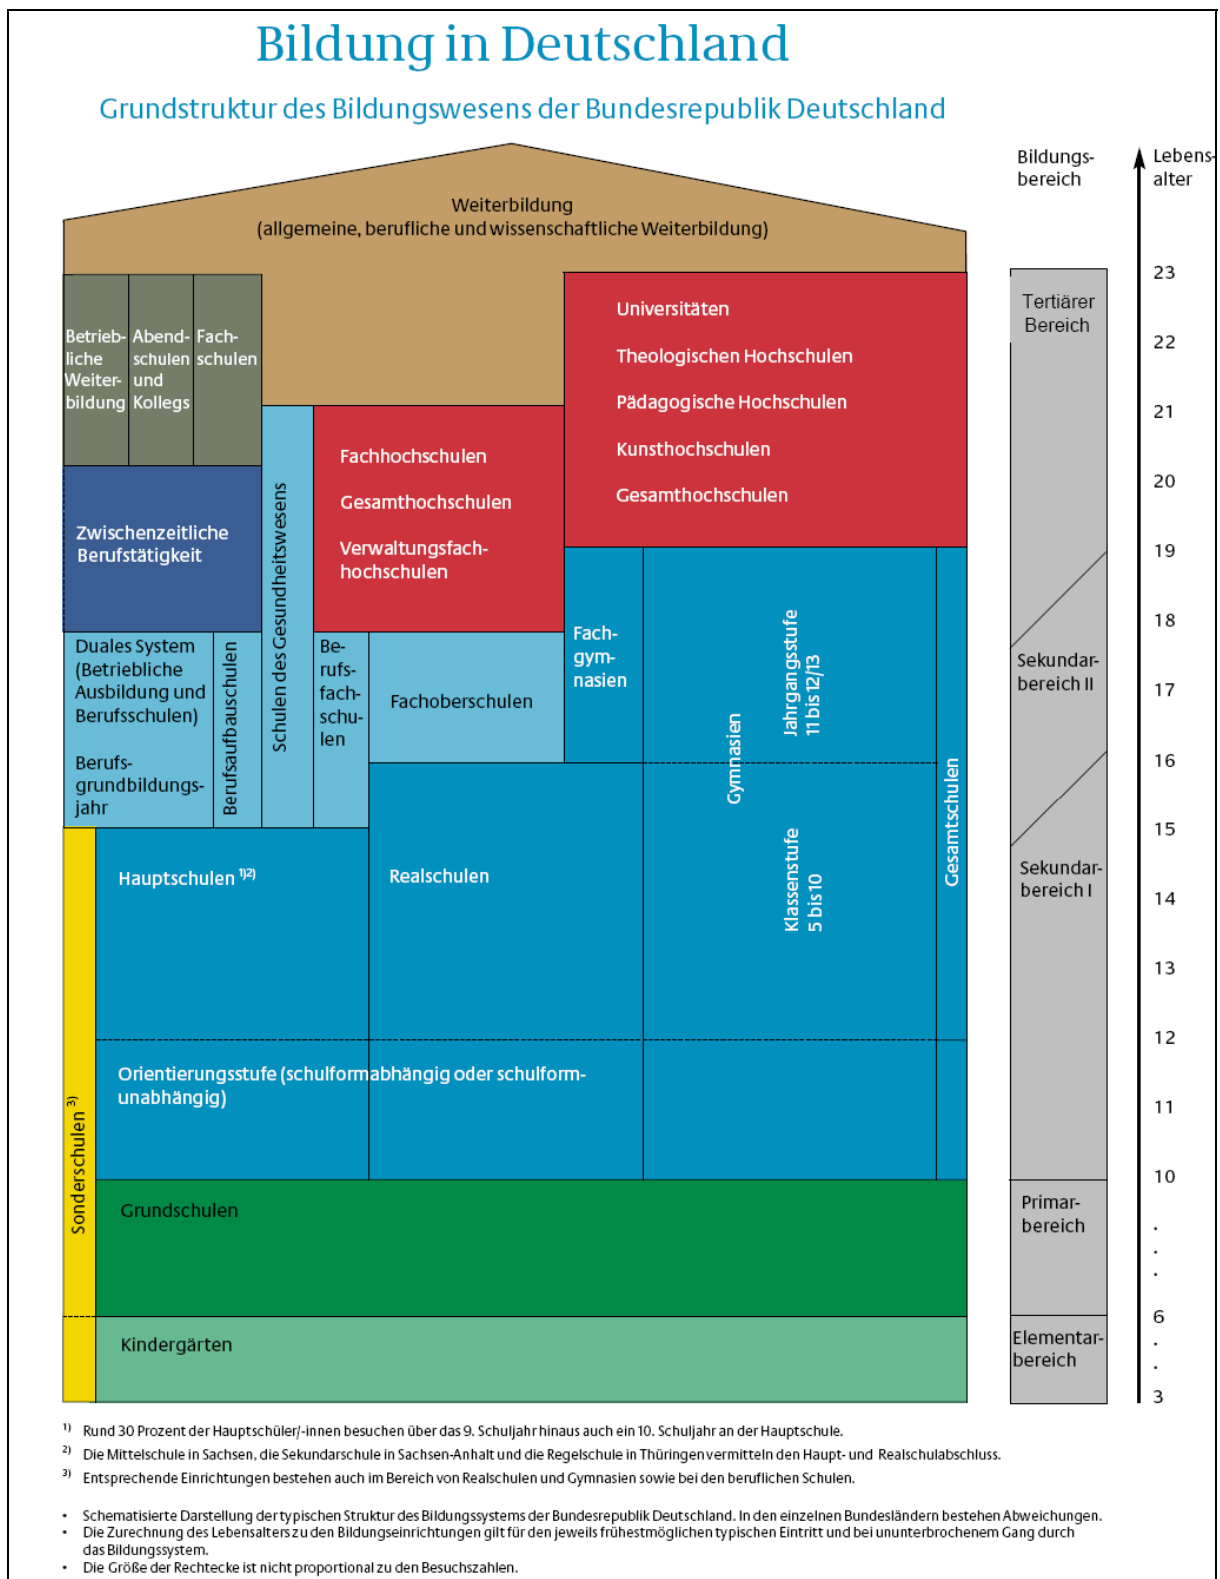 Bildung in Deutschland
Grundstruktur des Bildungswesens der Bundesrepublik Deutschland
Bildungs-
bereich
Lebens-
alter
Weiterbildung
(allgemeine, berufliche und wissenschaftliche Weiterbildung)
Betrieb-
liche
Weiter-
bildung
Abend-
schulen
und
Kollegs
Fach-
schulen
Universitäten
Theologischen Hochschulen
Pädagogische Hochschulen
Kunsthochschulen
Gesamthochschulen
Zwischenzeitliche
Berufstätigkeit
Schulen des Gesundheitswesens
Fachhochschulen
Gesamthochschulen
Verwaltungsfach-
hochschulen
Duales System
(Betriebliche
Ausbildung und
Berufsschulen)
Berufs-
grundbildungs-
jahr
Berufsaufbauschulen
Be-
rufs-
fach-
schu-
len
Fachoberschulen
Fach-
gym-
nasien
Gymnasien
Jahrgangsstufe
11 bis 12/13
Klassenstufe
5 bis 10
Gesamtschulen
Hauptschulen 1)2)
Realschulen
Orientierungsstufe (schulformabhängig oder schulform-
unabhängig)
Sonderschulen 3)
Grundschulen
Kindergärten
Tertiärer
Bereich
Sekundar-
bereich II
Sekundar-
bereich I
Primar-
bereich
Elementar-
bereich
23
22
21
20
19
18
17
16
15
14
13
12
11
10
.
.
.
6
.
.
3
1) Rund 30 Prozent der Hauptschüler/-innen besuchen über das 9. Schuljahr hinaus auch ein 10. Schuljahr an der Hauptschule.
2) Die Mittelschule in Sachsen, die Sekundarschule in Sachsen-Anhalt und die Regelschule in Thüringen vermitteln den Haupt- und Realschulabschluss.
3) Entsprechende Einrichtungen bestehen auch im Bereich von Realschulen und Gymnasien sowie bei den beruflichen Schulen.
• Schematisierte Darstellung der typischen Struktur des Bildungssystems der Bundesrepublik Deutschland. In den einzelnen Bundesländern bestehen Abweichungen.
• Die Zurechnung des Lebensalters zu den Bildungseinrichtungen gilt für den jeweils frühestmöglichen typischen Eintritt und bei ununterbrochenem Gang durch
das Bildungssystem.
• Die Größe der Rechtecke ist nicht proportional zu den Besuchszahlen.